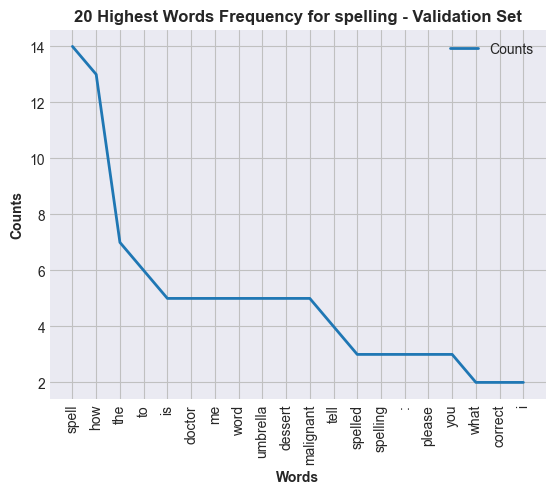 20 Highest Words Frequency for spelling - Validation Set
Counts
14
12
10
8
6
4
2
Counts
spell
how
the
to
is
doctor
me
word
umbrella
dessert
malignant
tell
spelled
spelling
:
please
you
what
correct
i
Words